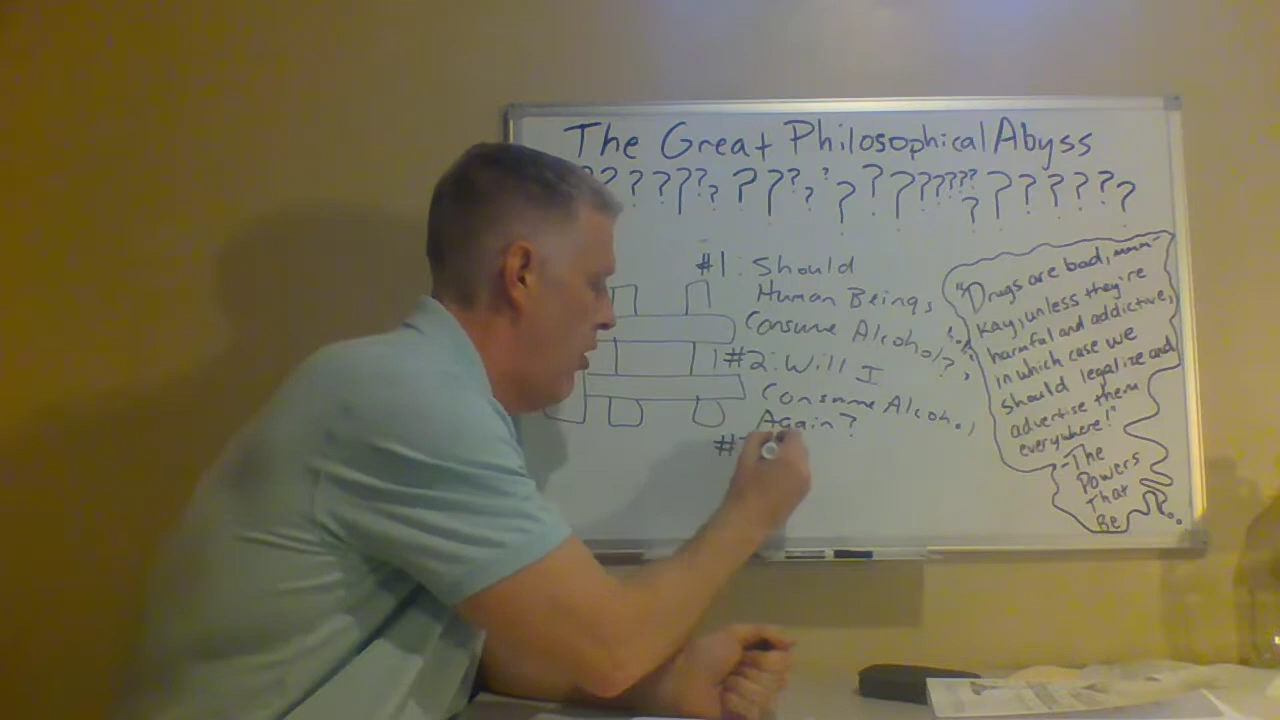 The Great Philosophical Abyss
? ? ? ? ? ? ? ? ? ? ? ? ? ? ? ? ? ? ? ? ? ? ? ? ? ? ? ?
#1: Should
Human Beings
Consume Alcohol?
#2: Will I
Consume Alcohol
Again?
#
"Drugs are bad, mmm-
kay, unless they're
harmful and addictive,
in which case we
should legalize and
advertise them
everywhere!"
-The
Powers
That
Be